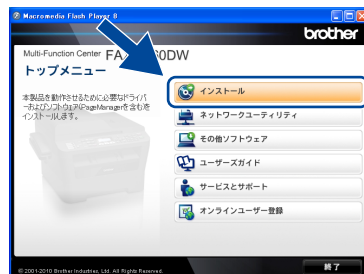 Macromedia Flash Player 8
brother
Multi-Function Center FA 60DW
トップメニュー
本製品を動作させるために必要なドライバ
ーおよびソフトウェア(PageManagerを含む)を
インストールします。
インストール
ネットワークユーティリティ
その他ソフトウェア
ユーザーズガイド
サービスとサポート
オンラインユーザー登録
© 2001-2010 Brother Industries, Ltd. All Rights Reserved.
終了